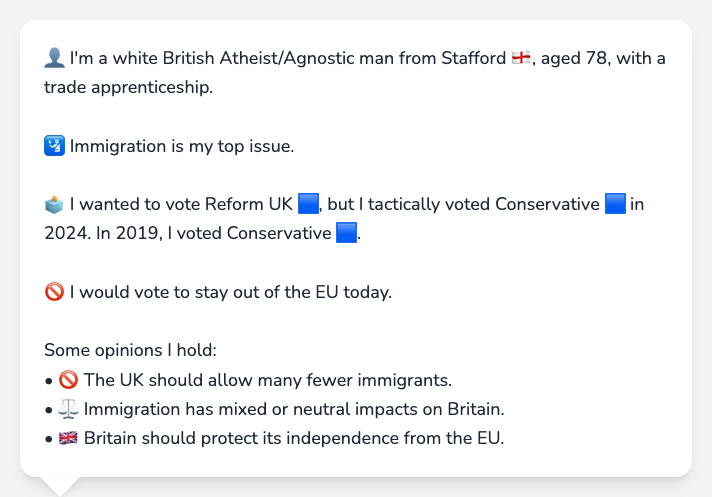 👤 I'm a white British Atheist/Agnostic man from Stafford 🏴󠁧󠁢󠁥󠁮󠁧󠁿, aged 78, with a
trade apprenticeship.
🛂 Immigration is my top issue.
🗳️ I wanted to vote Reform UK 🟦, but I tactically voted Conservative 🟦 in
2024. In 2019, I voted Conservative 🟦.
🚫 I would vote to stay out of the EU today.
Some opinions I hold:
• 🚫 The UK should allow many fewer immigrants.
• ⚖️ Immigration has mixed or neutral impacts on Britain.
• 🇬🇧 Britain should protect its independence from the EU.